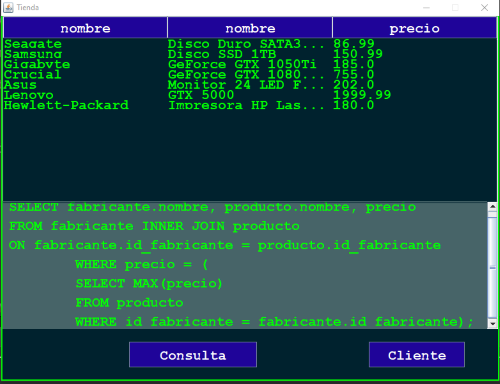 Tienda
nombre nombre precio
Seagate Disco Duro SATA3... 86.99
Samsung Disco SSD 1TB 150.99
Gigabyte GeForce GTX 1050Ti 185.0
Crucial GeForce GTX 1080... 755.0
Asus Monitor 24 LED F... 202.0
Lenovo GTX 5000 1999.99
Hewlett-Packard Impresora HP Las... 180.0
SELECT fabricante.nombre, producto.nombre, precio
FROM fabricante INNER JOIN producto
ON fabricante.id_fabricante = producto.id_fabricante
WHERE precio = (
SELECT MAX(precio)
FROM producto
WHERE id_fabricante = fabricante.id_fabricante);
Consulta Cliente